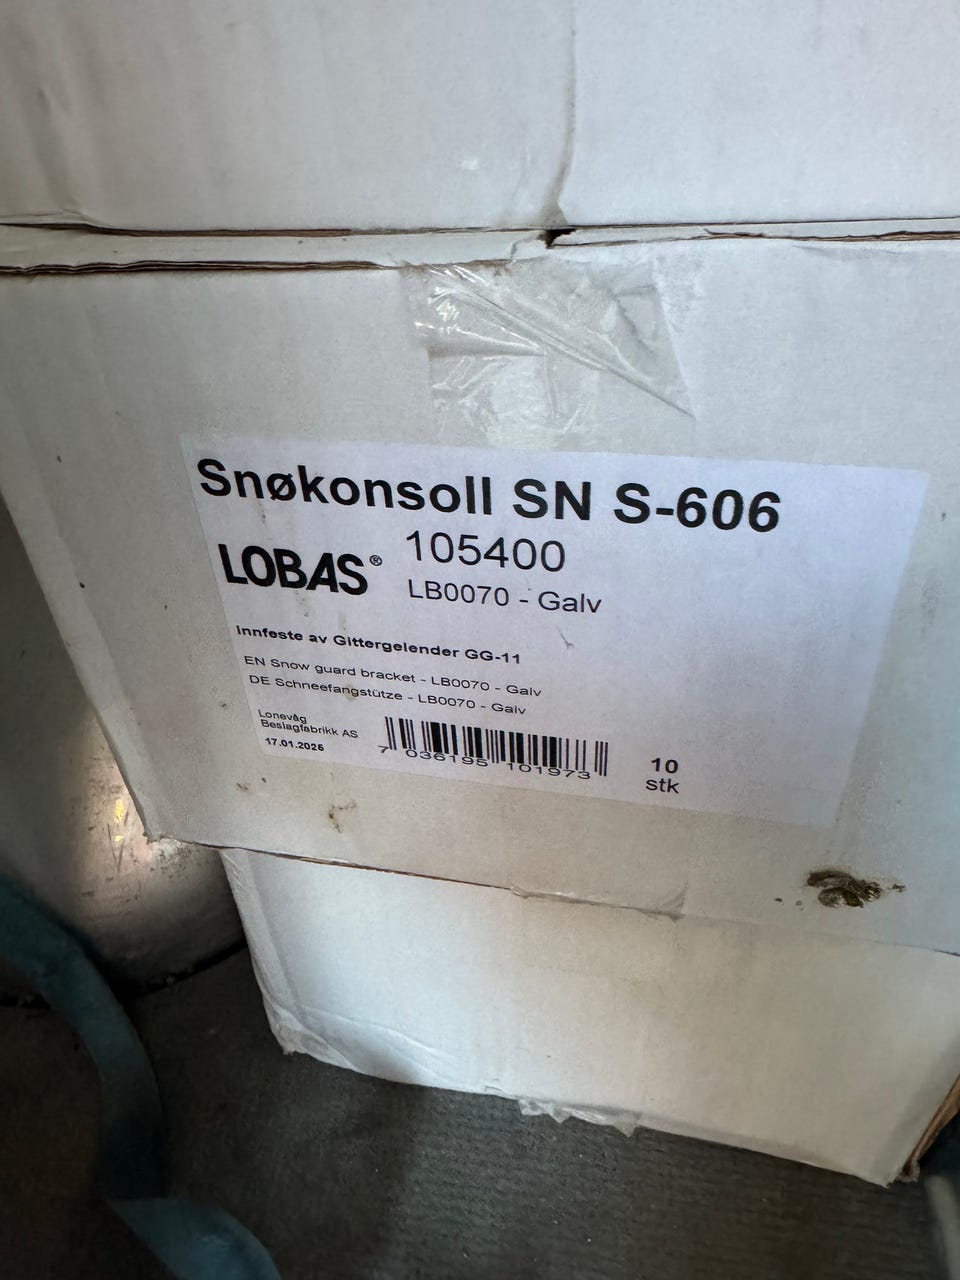 Snøkonsoll SN S-606
LOBAS®
105400
LB0070 - Galv
Innfeste av Gittergelender GG-11
EN Snow guard bracket - LB0070 - Galv
DE Schneefangstütze - LB0070 - Galv
Lonevåg
Beslagfabrikk AS
17.01.2025
7 036195 101973
10
stk